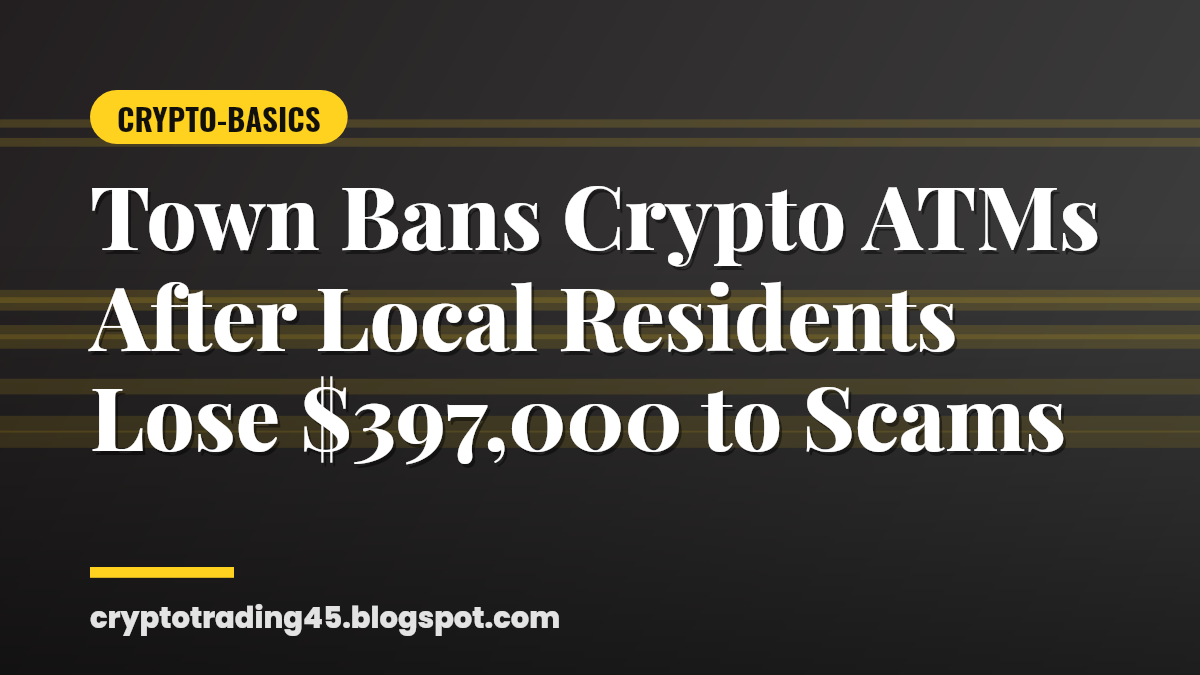 CRYPTO-BASICS
Town Bans Crypto ATMs
After Local Residents
Lose $397,000 to Scams
cryptotrading45.blogspot.com